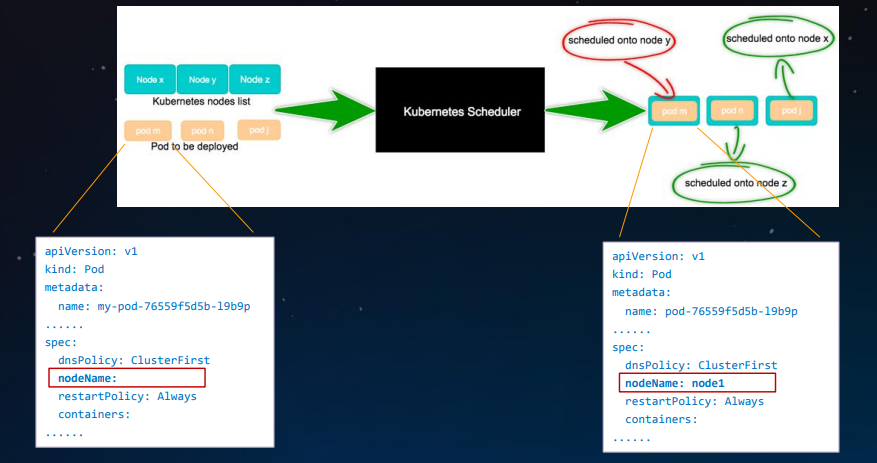 scheduled onto node y
scheduled onto node x
Node x Node y Node z
Kubernetes nodes list
Kubernetes Scheduler
pod m pod n pod j
pod m pod n pod j
Pod to be deployed
scheduled onto node z
apiVersion: v1
kind: Pod
metadata:
name: my-pod-76559f5d5b-l9b9p
......
spec:
dnsPolicy: ClusterFirst
nodeName:
restartPolicy: Always
containers:
......
apiVersion: v1
kind: Pod
metadata:
name: pod-76559f5d5b-l9b9p
......
spec:
dnsPolicy: ClusterFirst
nodeName: node1
restartPolicy: Always
containers:
......